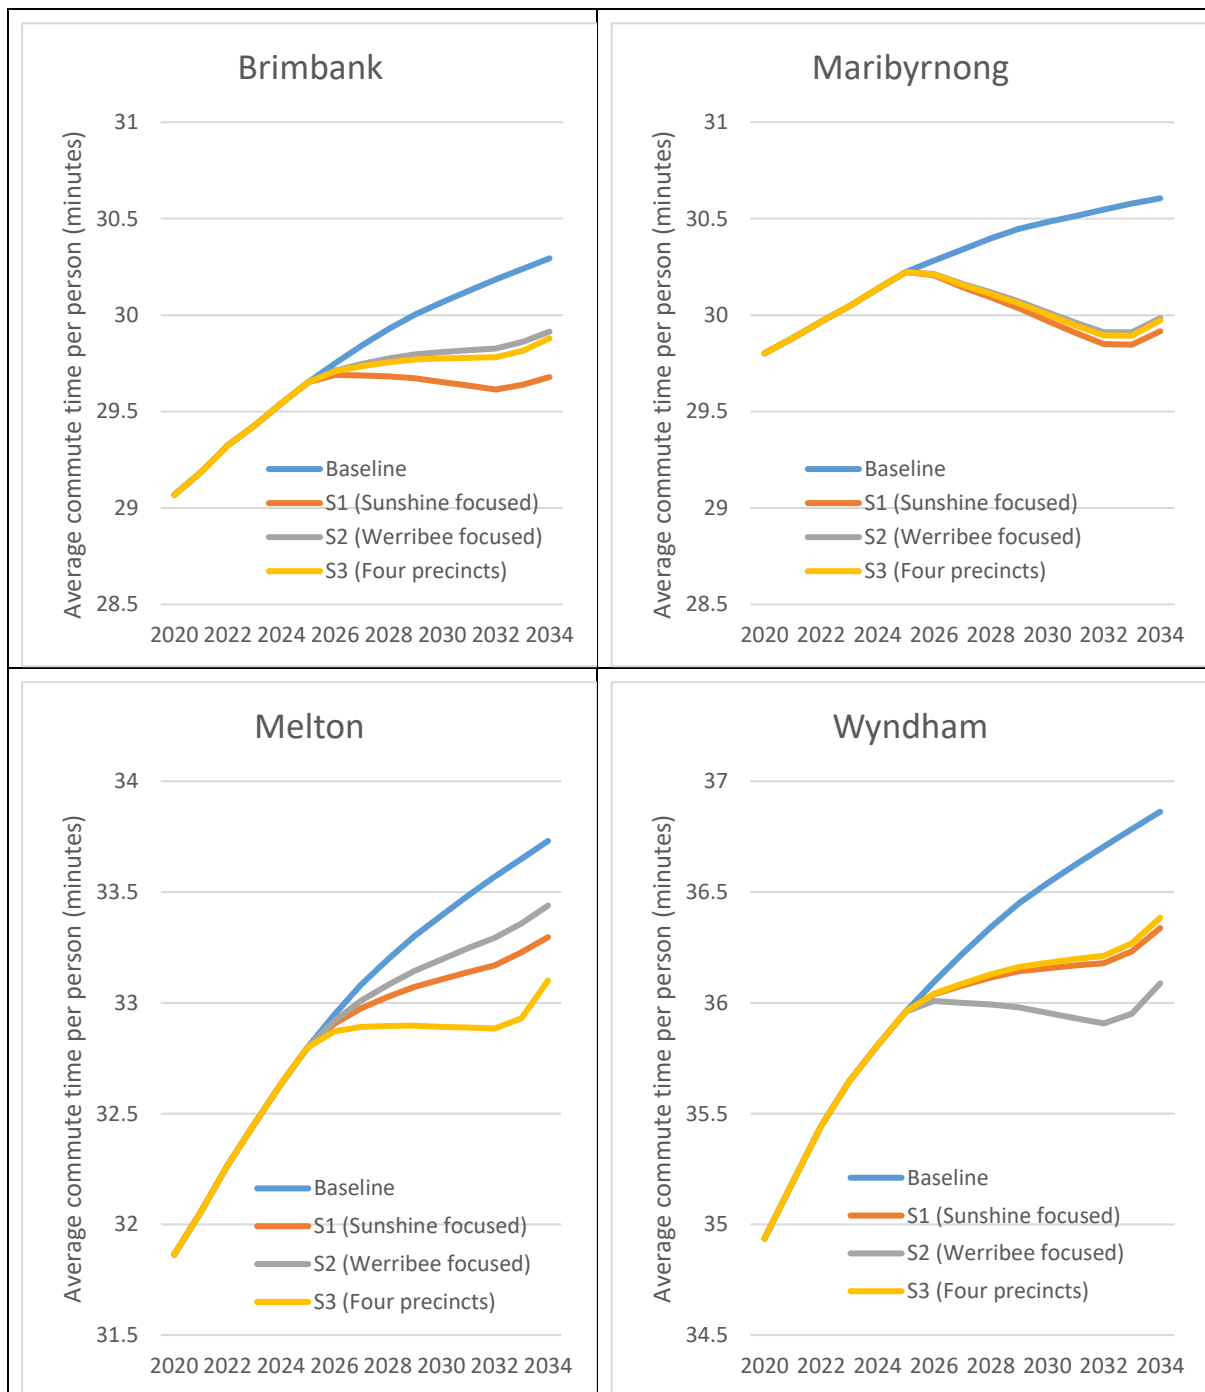 Brimbank
Average commute time per person (minutes)
31
30.5
30
29.5
29
28.5
Baseline
S1 (Sunshine focused)
S2 (Werribee focused)
S3 (Four precincts)
2020 2022 2024 2026 2028 2030 2032 2034
Maribyrnong
Average commute time per person (minutes)
31
30.5
30
29.5
29
28.5
Baseline
S1 (Sunshine focused)
S2 (Werribee focused)
S3 (Four precincts)
2020 2022 2024 2026 2028 2030 2032 2034
Melton
Average commute time per person (minutes)
34
33.5
33
32.5
32
31.5
Baseline
S1 (Sunshine focused)
S2 (Werribee focused)
S3 (Four precincts)
2020 2022 2024 2026 2028 2030 2032 2034
Wyndham
Average commute time per person (minutes)
37
36.5
36
35.5
35
34.5
Baseline
S1 (Sunshine focused)
S2 (Werribee focused)
S3 (Four precincts)
2020 2022 2024 2026 2028 2030 2032 2034